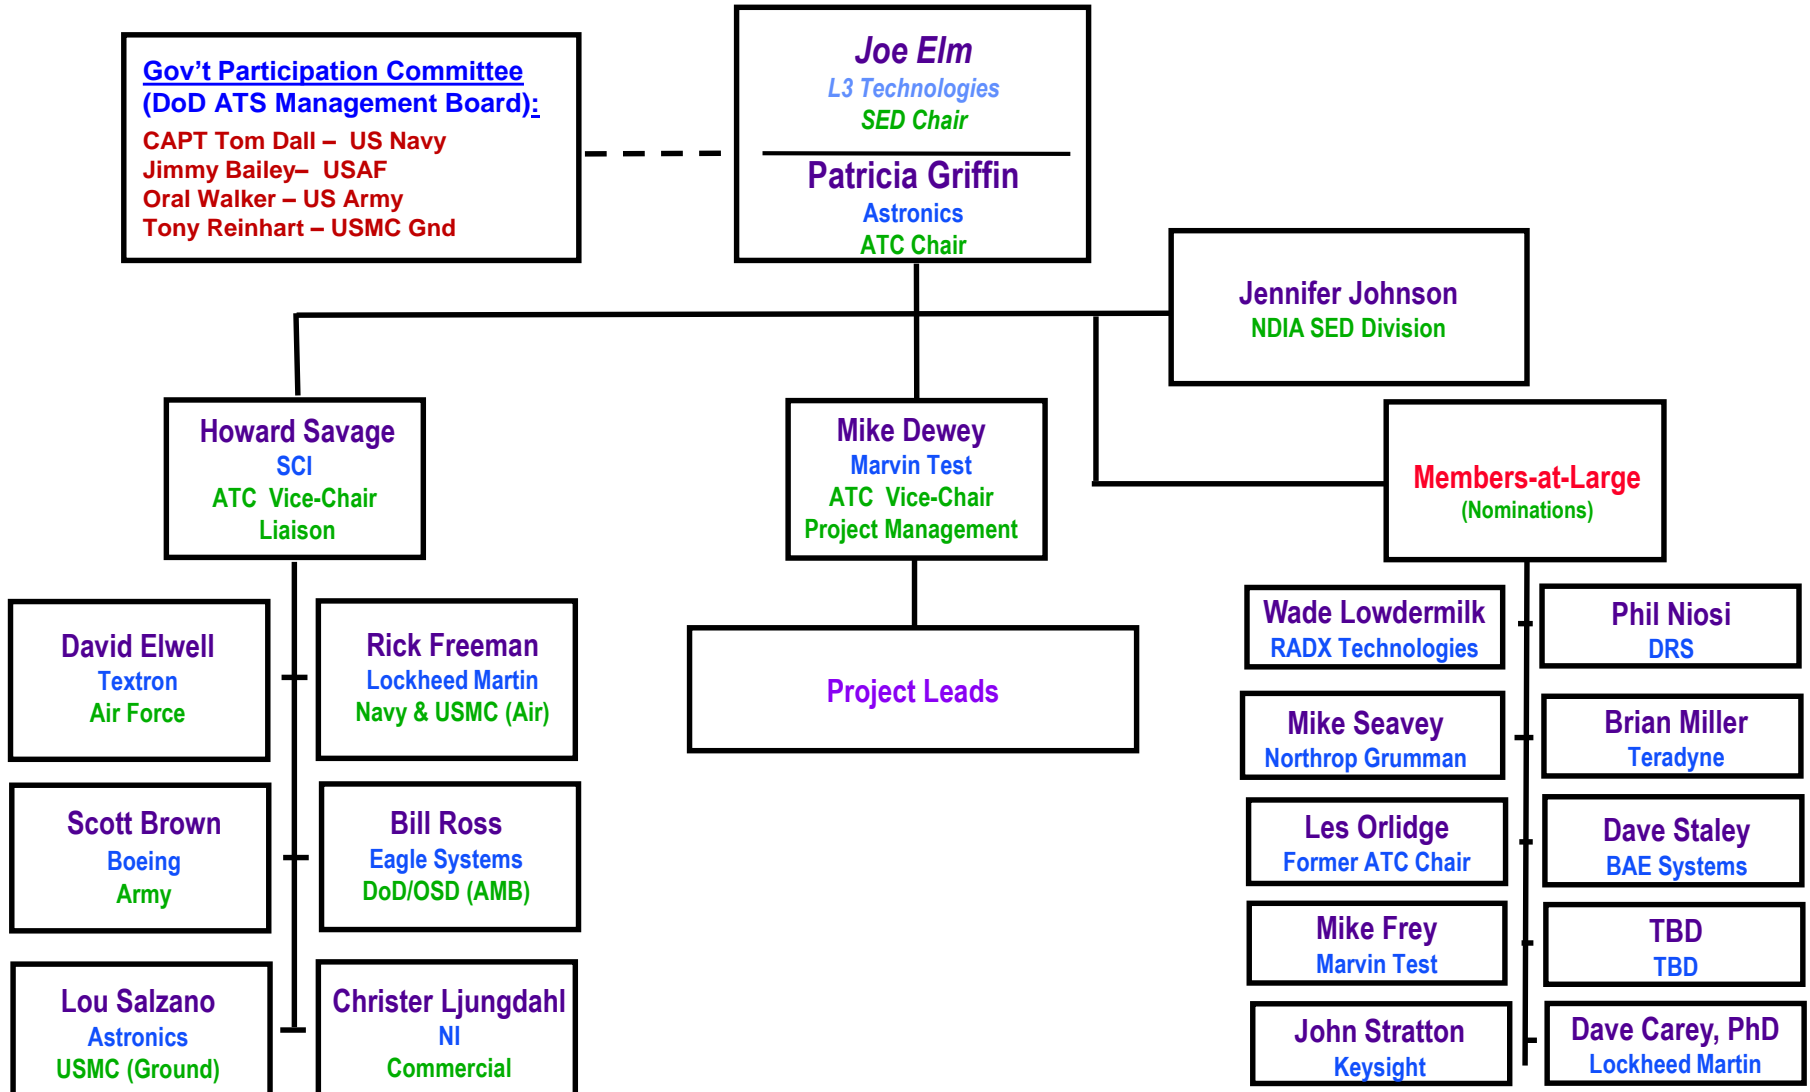 Gov’t Participation Committee
(DoD ATS Management Board):
CAPT Tom Dall – US Navy
Jimmy Bailey– USAF
Oral Walker – US Army
Tony Reinhart – USMC Gnd
Joe Elm
L3 Technologies
SED Chair
Patricia Griffin
Astronics
ATC Chair
Jennifer Johnson
NDIA SED Division
Howard Savage
SCI
ATC Vice-Chair
Liaison
Mike Dewey
Marvin Test
ATC Vice-Chair
Project Management
Members-at-Large
(Nominations)
David Elwell
Textron
Air Force
Rick Freeman
Lockheed Martin
Navy & USMC (Air)
Scott Brown
Boeing
Army
Bill Ross
Eagle Systems
DoD/OSD (AMB)
Lou Salzano
Astronics
USMC (Ground)
Christer Ljungdahl
NI
Commercial
Project Leads
Wade Lowdermilk
RADX Technologies
Phil Niosi
DRS
Mike Seavey
Northrop Grumman
Brian Miller
Teradyne
Les Orlidge
Former ATC Chair
Dave Staley
BAE Systems
Mike Frey
Marvin Test
TBD
TBD
John Stratton
Keysight
Dave Carey, PhD
Lockheed Martin